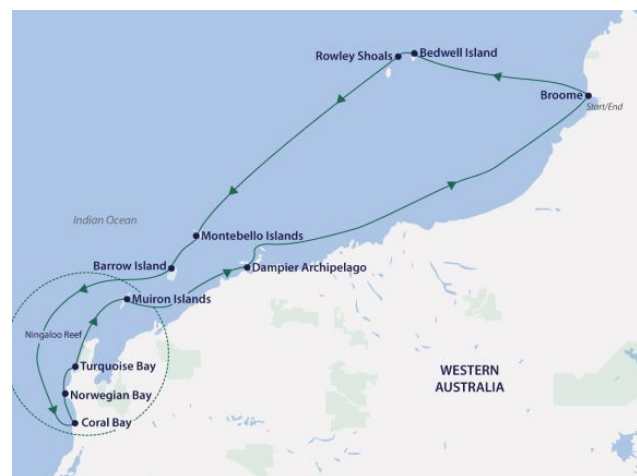 Rowley Shoals
Bedwell Island
Broome
Start/End
Indian Ocean
Montebello Islands
Barrow Island
Dampier Archipelago
Muiron Islands
Ningaloo Reef
Turquoise Bay
WESTERN
AUSTRALIA
Norwegian Bay
Coral Bay